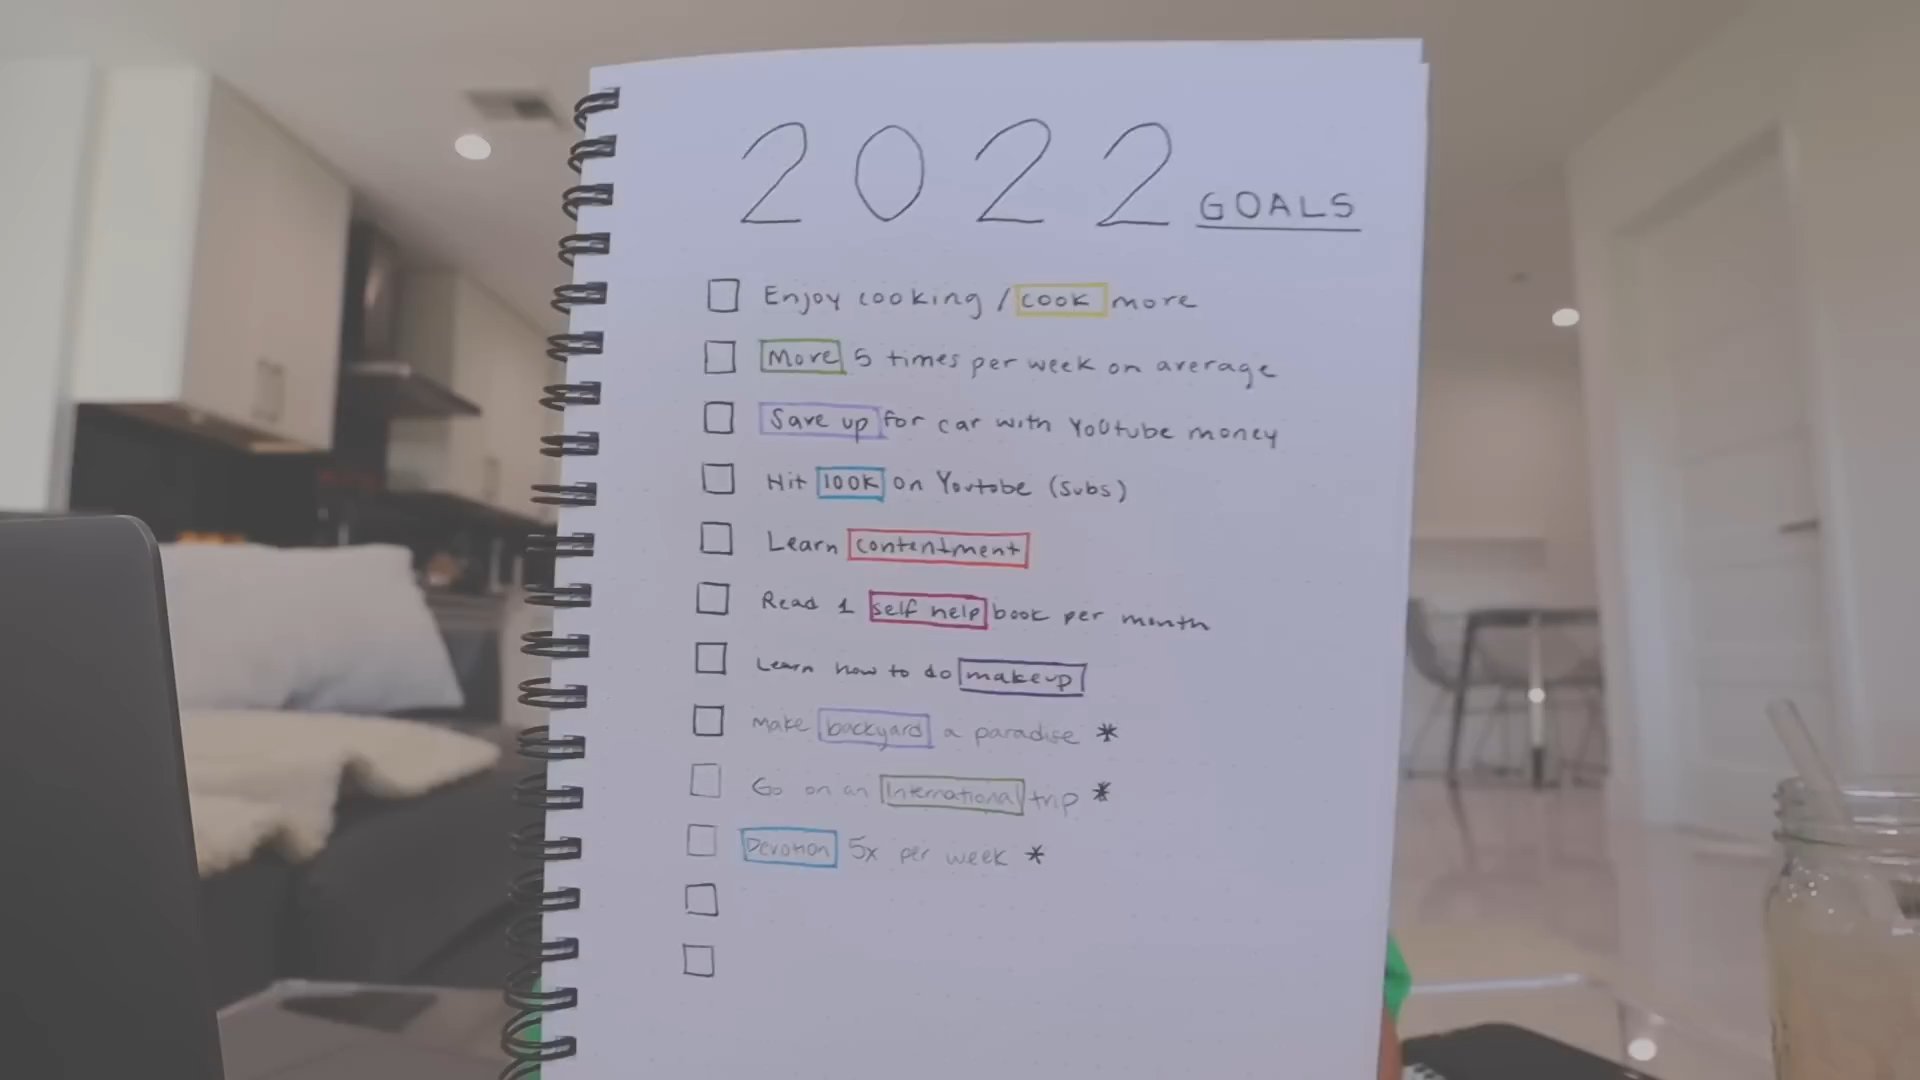 2022 GOALS
Enjoy cooking / cook more
Move 5 times per week on average
Save up for car with YouTube money
Hit 100K on Youtube (subs)
Learn contentment
Read 1 self help book per month
Learn how to do makeup
Make backyard a paradise *
Go on an International trip *
Devotion 5x per week *